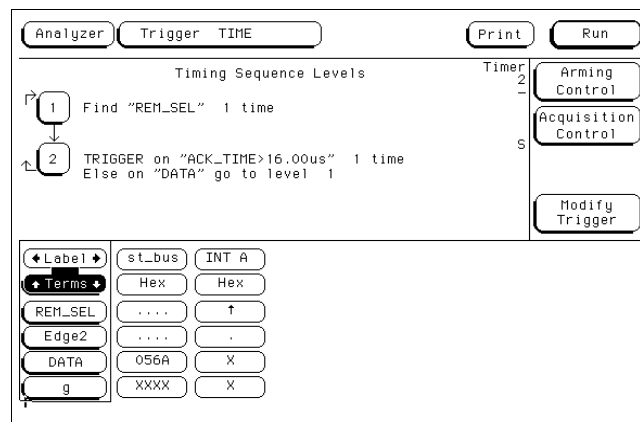 Analyzer Trigger TIME Print Run
Timing Sequence Levels
Timer
2
-
S
1 Find "REM_SEL" 1 time
2 TRIGGER on "ACK_TIME>16.00us" 1 time
Else on "DATA" go to level 1
Arming
Control
Acquisition
Control
Modify
Trigger
Label st_bus INT A
Terms Hex Hex
REM_SEL .... ↑
Edge2 .... .
DATA 056A X
g XXXX X